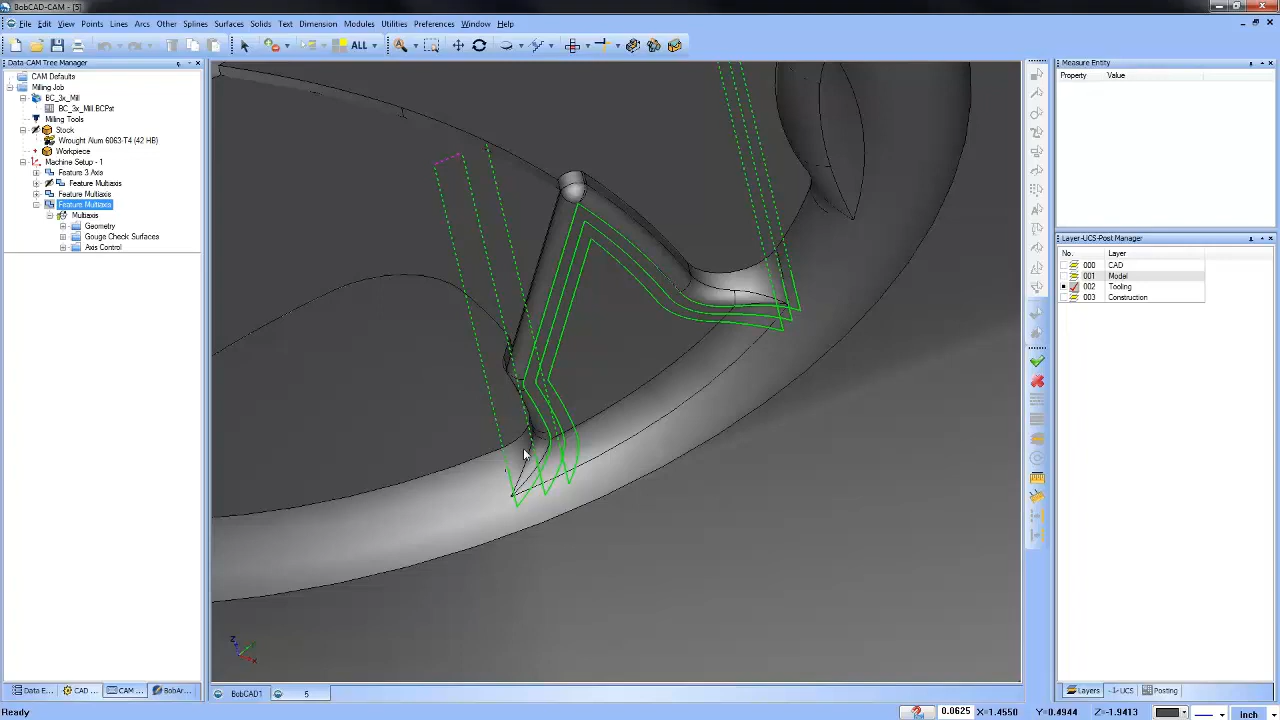 BobCAD-CAM - [5]
File Edit View Points Lines Arcs Other Splines Surfaces Solids Text Dimension Modules Utilities Preferences Window Help
ALL
Data-CAM Tree Manager
CAM Defaults
Milling Job
BC_3x_Mill
BC_3x_Mill.BCPst
Milling Tools
Stock
Wrought Alum 6063-T4 (42 HB)
Workpiece
Machine Setup - 1
Feature 3 Axis
Feature Multiaxis
Feature Multiaxis
Feature Multiaxis
Multiaxis
Geometry
Gouge Check Surfaces
Axis Control
Measure Entity
Property Value
Layer-UCS-Post Manager
No. Layer
000 CAD
001 Model
002 Tooling
003 Construction
Z Y X
Data E... CAD ... CAM ... BobAr...
BobCAD1 5
Layers UCS Posting
Ready
0.0625 X=1.4550 Y=0.4944 Z=-1.9413 Inch